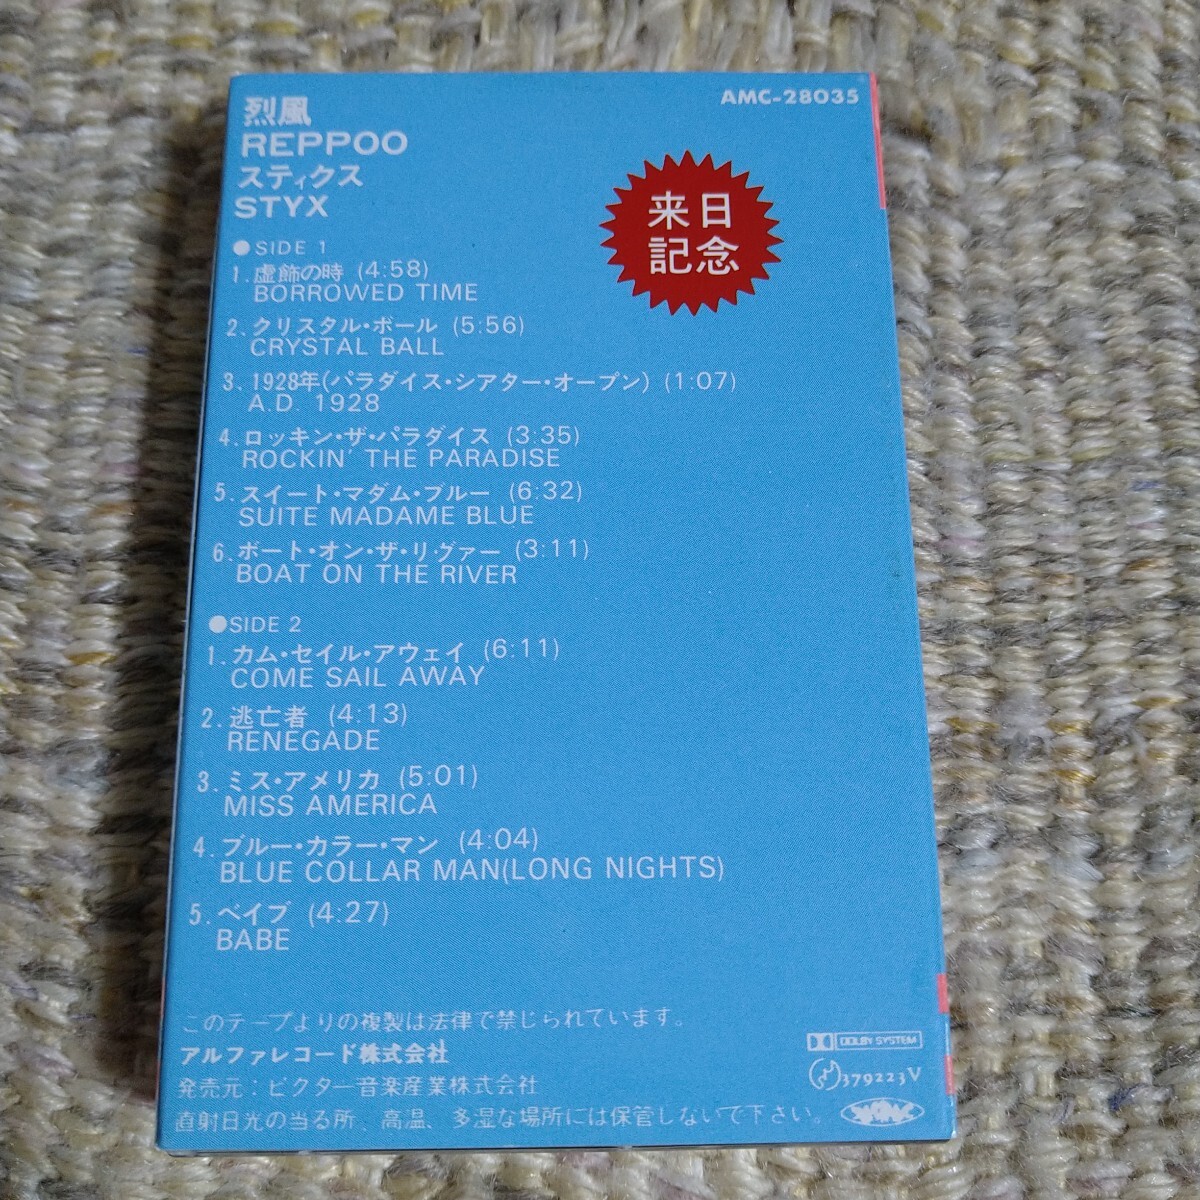 烈風
REPPOO
スティクス
STYX
AMC-28035
来日
記念
●SIDE 1
1.虚飾の時 (4:58)
BORROWED TIME
2.クリスタル・ボール (5:56)
CRYSTAL BALL
3.1928年(パラダイス・シアター・オープン) (1:07)
A.D. 1928
4.ロッキン・ザ・パラダイス (3:35)
ROCKIN' THE PARADISE
5.スイート・マダム・ブルー (6:32)
SUITE MADAME BLUE
6.ボート・オン・ザ・リヴァー (3:11)
BOAT ON THE RIVER
●SIDE 2
1.カム・セイル・アウェイ (6:11)
COME SAIL AWAY
2.逃亡者 (4:13)
RENEGADE
3.ミス・アメリカ (5:01)
MISS AMERICA
4.ブルー・カラー・マン (4:04)
BLUE COLLAR MAN(LONG NIGHTS)
5.ベイブ (4:27)
BABE
このテープよりの複製は法律で禁じられています。
アルファレコード株式会社
発売元：ビクター音楽産業株式会社
直射日光の当る所、高温、多湿な場所には保管しないで下さい。
DOLBY SYSTEM
379223V